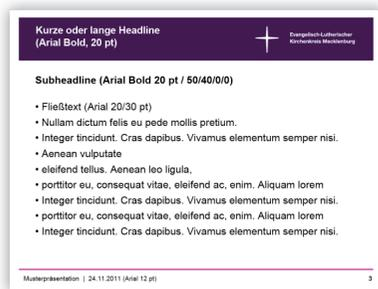 Kurze oder lange Headline
(Arial Bold, 20 pt)
Evangelisch-Lutherischer
Kirchenkreis Mecklenburg
Subheadline (Arial Bold 20 pt / 50/40/0/0)
• Fließtext (Arial 20/30 pt)
• Nullam dictum felis eu pede mollis pretium.
• Integer tincidunt. Cras dapibus. Vivamus elementum semper nisi.
• Aenean vulputate
• eleifend tellus. Aenean leo ligula,
• porttitor eu, consequat vitae, eleifend ac, enim. Aliquam lorem
• Integer tincidunt. Cras dapibus. Vivamus elementum semper nisi.
• porttitor eu, consequat vitae, eleifend ac, enim. Aliquam lorem
• Integer tincidunt. Cras dapibus. Vivamus elementum semper nisi.
Musterpräsentation | 24.11.2011 (Arial 12 pt) 3